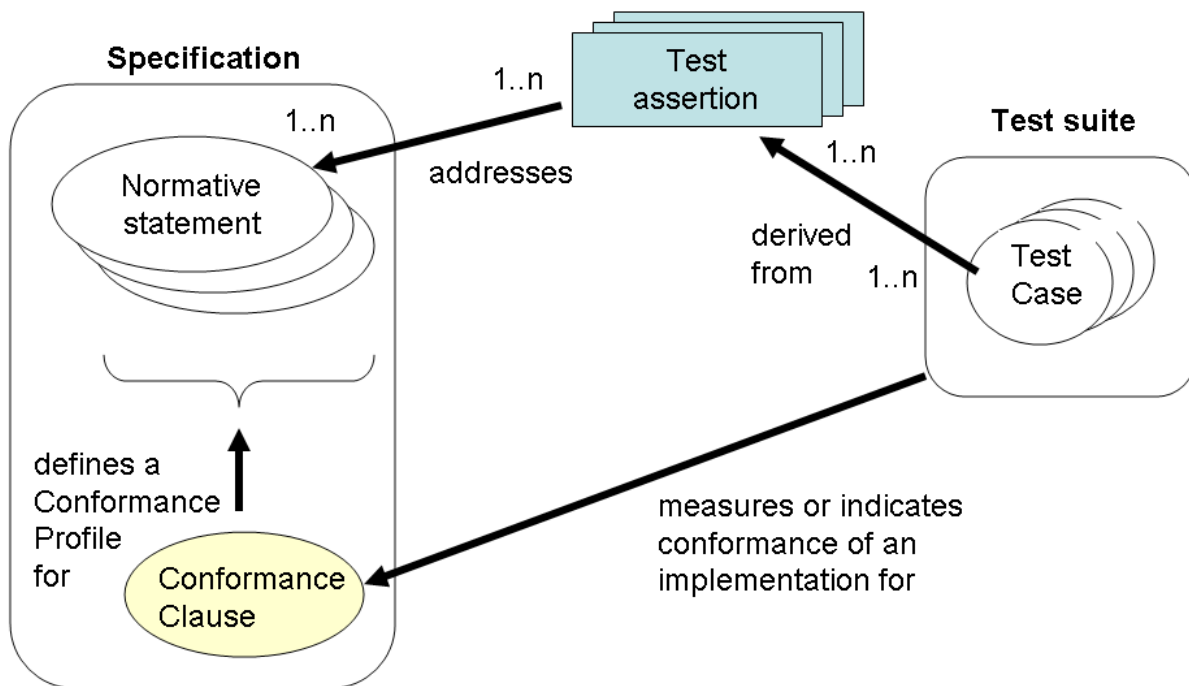 Specification
1..n
Normative
statement
1..n
addresses
Test
assertion
Test suite
1..n
derived
from
1..n
Test
Case
defines a
Conformance
Profile
for
Conformance
Clause
measures or indicates
conformance of an
implementation for